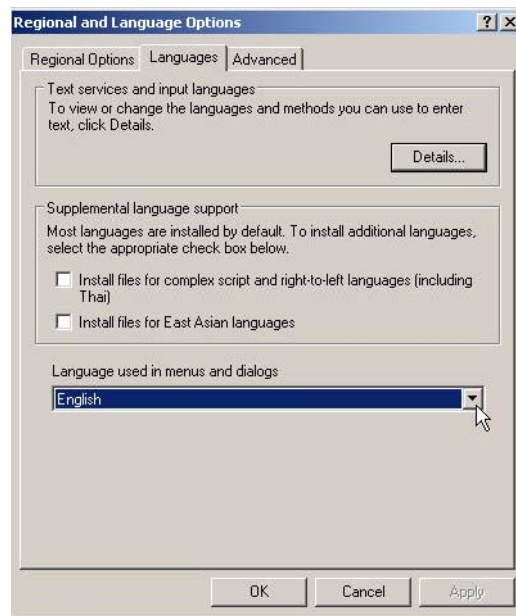 Regional and Language Options
Regional Options Languages Advanced
Text services and input languages
To view or change the languages and methods you can use to enter
text, click Details.
Details...
Supplemental language support
Most languages are installed by default. To install additional languages,
select the appropriate check box below.
Install files for complex script and right-to-left languages (including
Thai)
Install files for East Asian languages
Language used in menus and dialogs
English
OK Cancel Apply